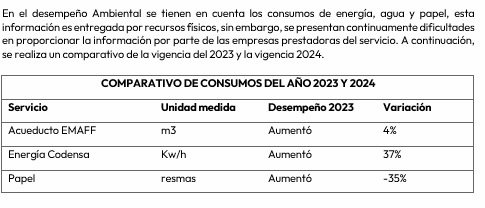 En el desempeño Ambiental se tienen en cuenta los consumos de energía, agua y papel, esta
información es entregada por recursos físicos, sin embargo, se presentan continuamente dificultades
en proporcionar la información por parte de las empresas prestadoras del servicio. A continuación,
se realiza un comparativo de la vigencia del 2023 y la vigencia 2024.
COMPARATIVO DE CONSUMOS DEL AÑO 2023 Y 2024
Servicio Unidad medida Desempeño 2023 Variación
Acueducto EMAFF m3 Aumentó 4%
Energía Codensa Kw/h Aumentó 37%
Papel resmas Aumentó -35%